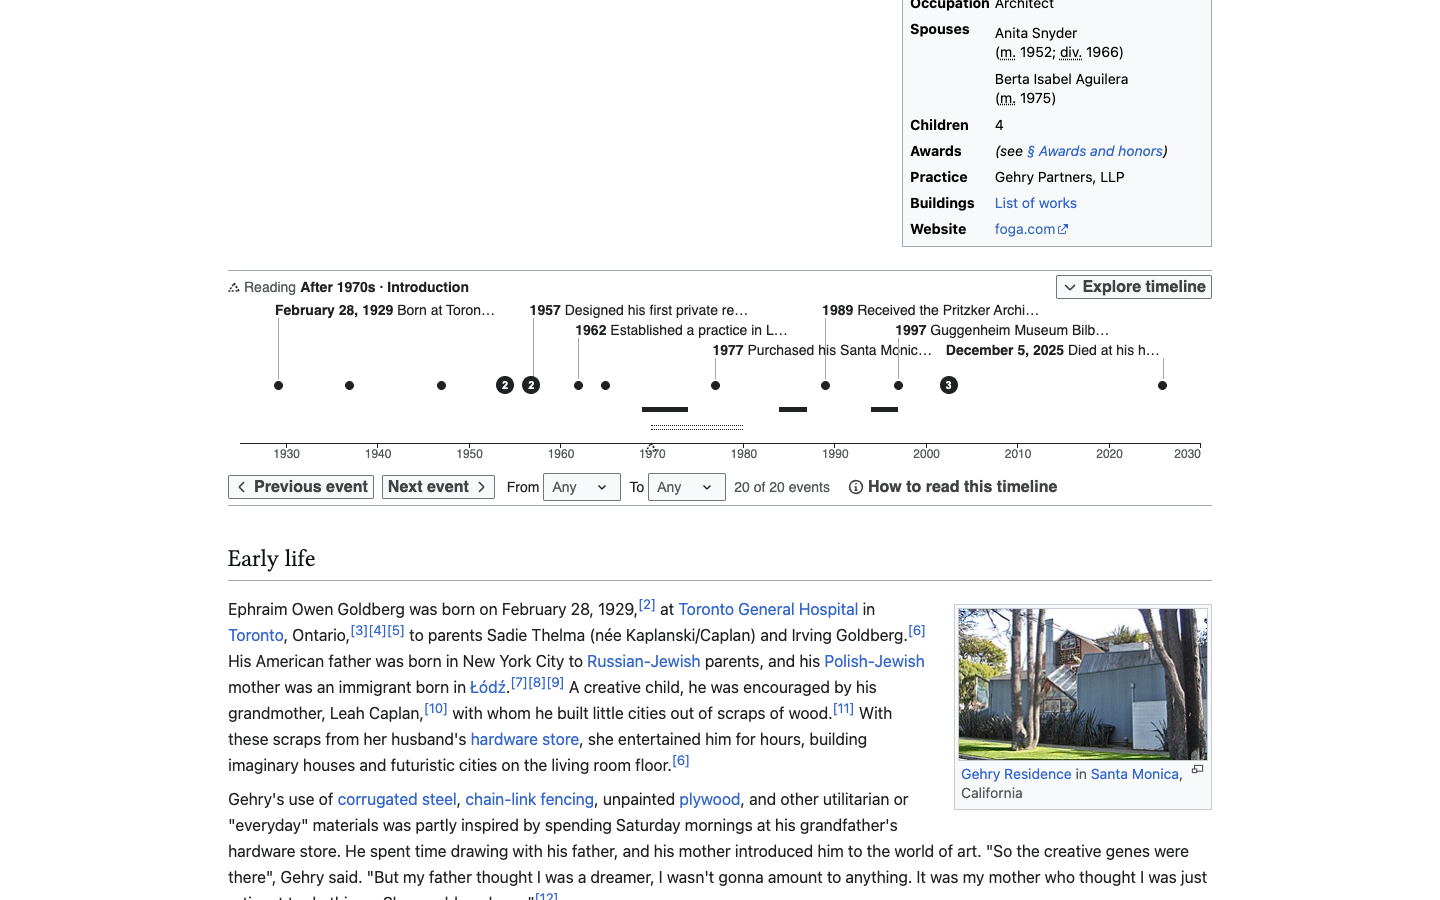 Occupation Architect
Spouses Anita Snyder
(m. 1952; div. 1966)
Berta Isabel Aguilera
(m. 1975)
Children 4
Awards (see § Awards and honors)
Practice Gehry Partners, LLP
Buildings List of works
Website foga.com
Reading After 1970s · Introduction
Explore timeline
February 28, 1929 Born at Toron…
1957 Designed his first private re…
1989 Received the Pritzker Archi…
1962 Established a practice in L…
1997 Guggenheim Museum Bilb…
1977 Purchased his Santa Monic…
December 5, 2025 Died at his h…
2 2 3
1930 1940 1950 1960 1970 1980 1990 2000 2010 2020 2030
Previous event Next event From Any To Any 20 of 20 events How to read this timeline
Early life
Ephraim Owen Goldberg was born on February 28, 1929,[2] at Toronto General Hospital in
Toronto, Ontario,[3][4][5] to parents Sadie Thelma (née Kaplanski/Caplan) and Irving Goldberg.[6]
His American father was born in New York City to Russian-Jewish parents, and his Polish-Jewish
mother was an immigrant born in Łódź.[7][8][9] A creative child, he was encouraged by his
grandmother, Leah Caplan,[10] with whom he built little cities out of scraps of wood.[11] With
these scraps from her husband's hardware store, she entertained him for hours, building
imaginary houses and futuristic cities on the living room floor.[6]
Gehry Residence in Santa Monica,
California
Gehry's use of corrugated steel, chain-link fencing, unpainted plywood, and other utilitarian or
"everyday" materials was partly inspired by spending Saturday mornings at his grandfather's
hardware store. He spent time drawing with his father, and his mother introduced him to the world of art. "So the creative genes were
there", Gehry said. "But my father thought I was a dreamer, I wasn't gonna amount to anything. It was my mother who thought I was just
[12]